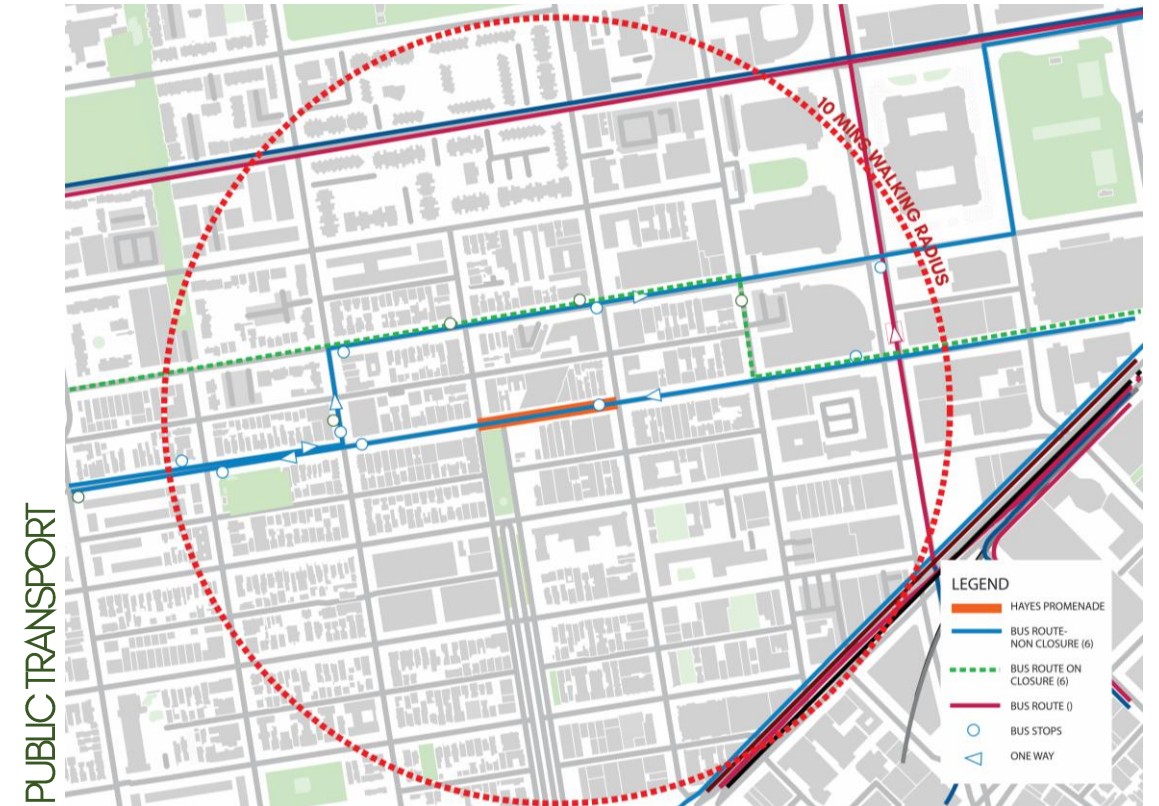 PUBLIC TRANSPORT
10 MINS WALKING RADIUS
LEGEND
HAYES PROMENADE
BUS ROUTE-
NON CLOSURE (6)
BUS ROUTE ON
CLOSURE (6)
BUS ROUTE ()
BUS STOPS
ONE WAY